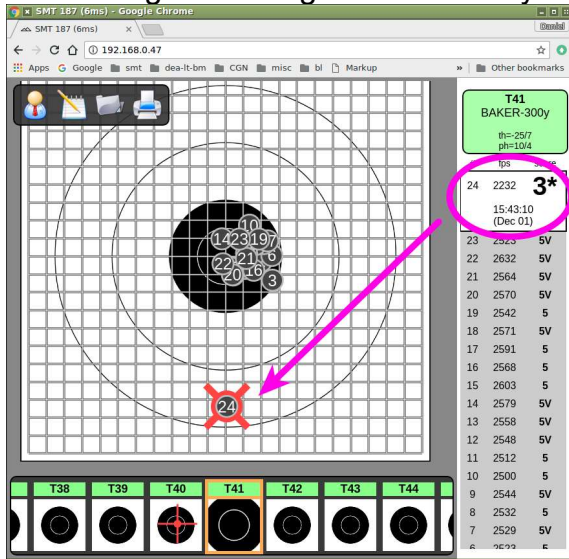 SMT 187 (6ms) - Google Chrome
SMT 187 (6ms)
Daniel
192.168.0.47
Apps Google smt dea-lt-bm CGN misc bl Markup » Other bookmarks
T41
BAKER-300y
th=-25/7
ph=10/4
fps
24 2232 3*
15:43:10
(Dec 01)
23 2523 5V
22 2632 5V
21 2564 5V
20 2570 5V
19 2542 5
18 2571 5V
17 2591 5
16 2568 5
15 2603 5
14 2579 5V
13 2558 5V
12 2548 5V
11 2512 5
10 2500 5
9 2544 5V
8 2532 5
7 2529 5V
6 2523 5
10
14 23 19 7
22 21 6
20 16 3
24
T38 T39 T40 T41 T42 T43 T44